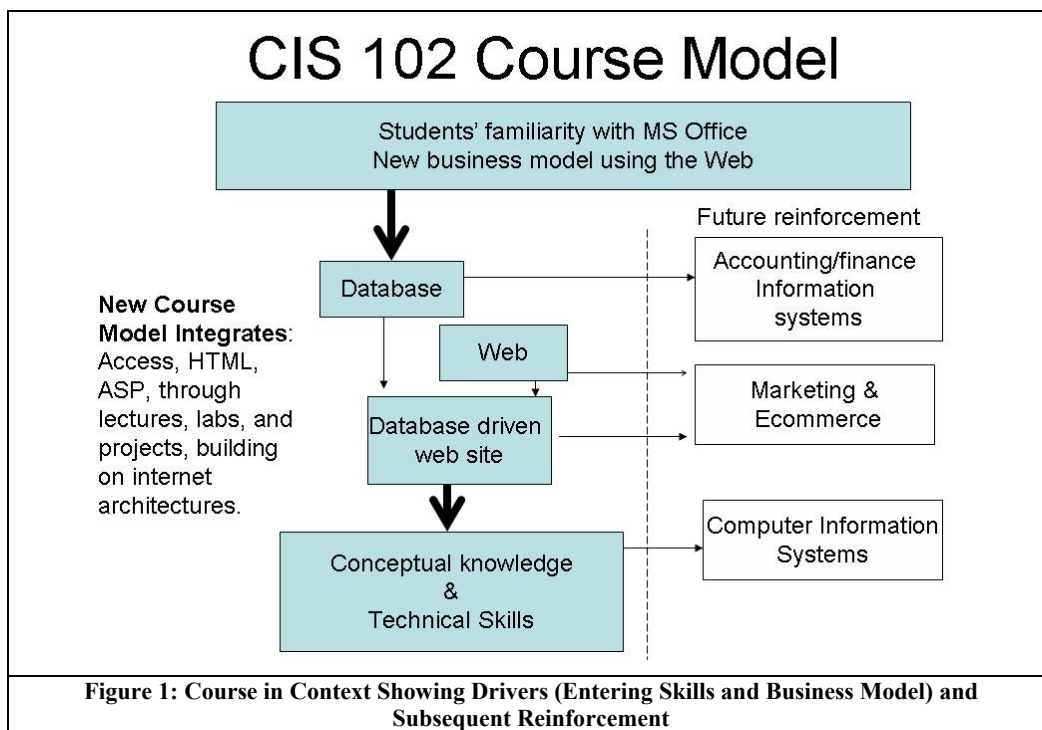 CIS 102 Course Model
Students’ familiarity with MS Office
New business model using the Web
Future reinforcement
Database
Accounting/finance
Information
systems
New Course
Model Integrates:
Access, HTML,
ASP, through
lectures, labs, and
projects, building
on internet
architectures.
Web
Marketing &
Ecommerce
Database driven
web site
Computer Information
Systems
Conceptual knowledge
&
Technical Skills
Figure 1: Course in Context Showing Drivers (Entering Skills and Business Model) and
Subsequent Reinforcement